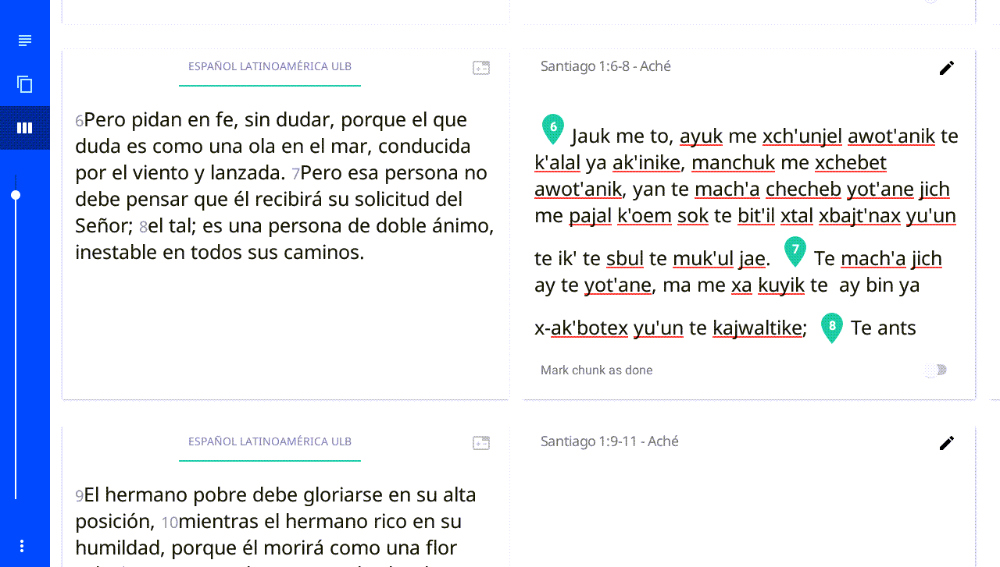 ESPAÑOL LATINOAMÉRICA ULB
6Pero pidan en fe, sin dudar, porque el que
duda es como una ola en el mar, conducida
por el viento y lanzada. 7Pero esa persona no
debe pensar que él recibirá su solicitud del
Señor; 8el tal; es una persona de doble ánimo,
inestable en todos sus caminos.
Santiago 1:6-8 - Aché
6 Jauk me to, ayuk me xch'unjel awot'anik te
k'alal ya ak'inike, manchuk me xchebet
awot'anik, yan te mach'a checheb yot'ane jich
me pajal k'oem sok te bit'il xtal xbajt'nax yu'un
te ik' te sbul te muk'ul jae. 7 Te mach'a jich
ay te yot'ane, ma me xa kuyik te ay bin ya
x-ak'botex yu'un te kajwaltike; 8 Te ants
Mark chunk as done
ESPAÑOL LATINOAMÉRICA ULB
9El hermano pobre debe gloriarse en su alta
posición, 10mientras el hermano rico en su
humildad, porque él morirá como una flor
Santiago 1:9-11 - Aché